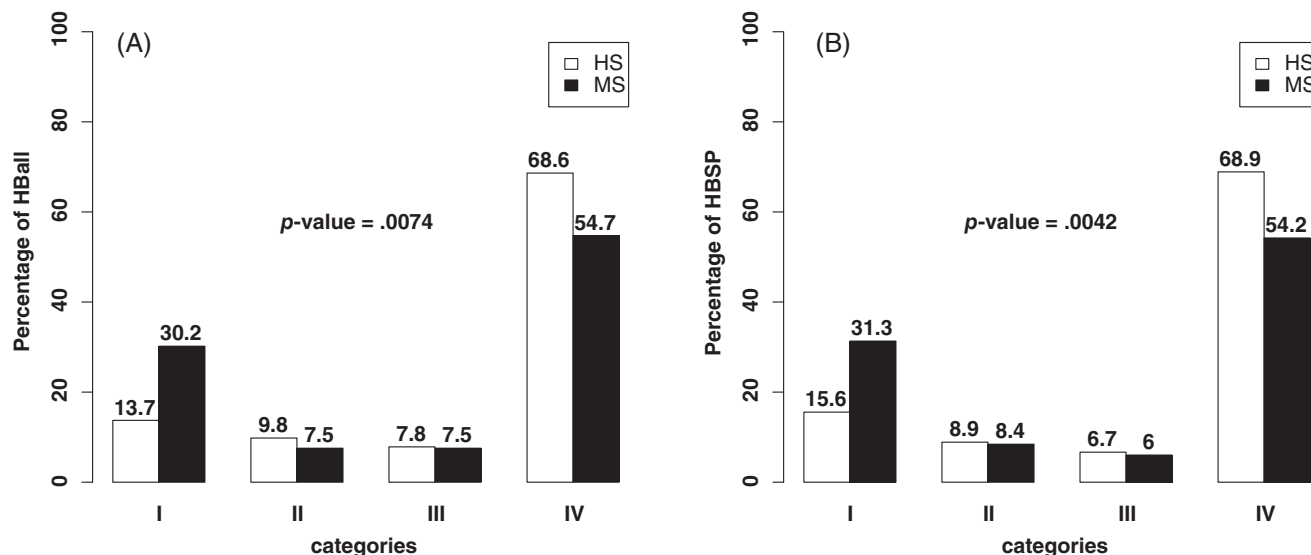 (A)
HS
MS
Percentage of HBall
100
80
60
40
20
0
p-value = .0074
13.7
30.2
9.8
7.5
7.8
7.5
68.6
54.7
I
II
III
IV
categories
(B)
HS
MS
Percentage of HBSP
100
80
60
40
20
0
p-value = .0042
15.6
31.3
8.9
8.4
6.7
6
68.9
54.2
I
II
III
IV
categories